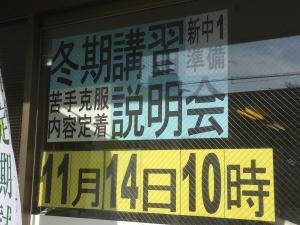 冬期講習
新中1
準備
苦手克服
内容定着
説明会
11月14日10時
期